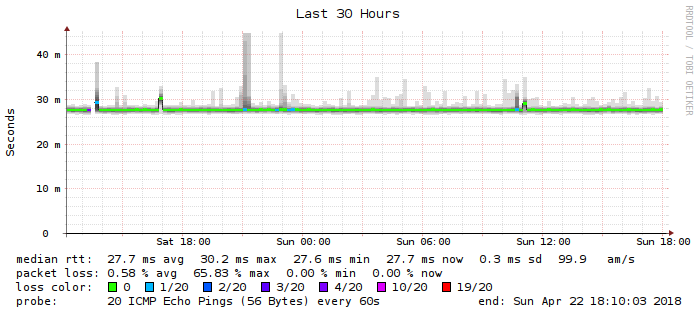 Last 30 Hours
RRDTOOL / TOBI OETIKER
Seconds
40 m
30 m
20 m
10 m
0
Sat 18:00 Sun 00:00 Sun 06:00 Sun 12:00 Sun 18:00
median rtt: 27.7 ms avg 30.2 ms max 27.6 ms min 27.7 ms now 0.3 ms sd 99.9 am/s
packet loss: 0.58 % avg 65.83 % max 0.00 % min 0.00 % now
loss color: 0 1/20 2/20 3/20 4/20 10/20 19/20
probe: 20 ICMP Echo Pings (56 Bytes) every 60s end: Sun Apr 22 18:10:03 2018